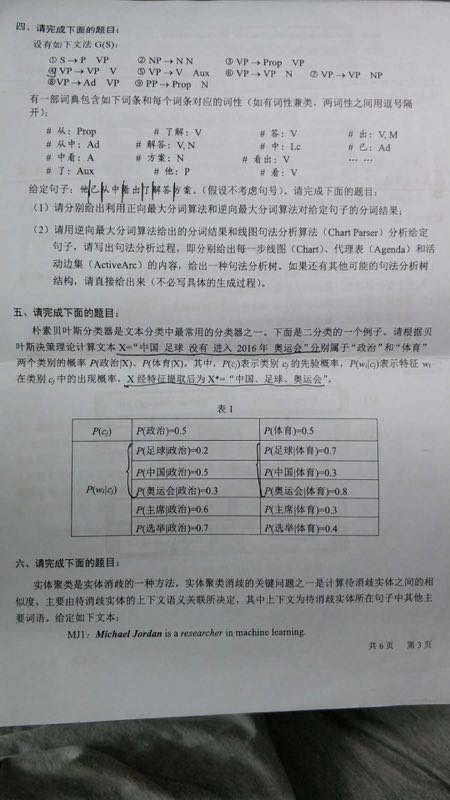 四、请完成下面的题目：
设有如下文法 G(S)：
① S→P VP ② NP→N N ③ VP→Prop VP
④ VP→VP V ⑤ VP→V Aux ⑥ VP→VP N ⑦ VP→VP NP
⑧ VP→Ad VP ⑨ PP→Prop N
有一部词典包含如下词条和每个词条对应的词性（如有词性兼类，两词性之间用逗号隔
开）：
# 从：Prop # 了解：V # 答：V # 出：V, M
# 从中：Ad # 解答：V, N # 中：Lc # 已：Ad
# 中看：A # 方案：N # 看出：V … …
# 了：Aux # 他：P # 看：V
给定句子：他已从中看出了解答方案。（假设不考虑句号）。请完成下面的题目：
（1）请分别给出利用正向最大分词算法和逆向最大分词算法对给定句子的分词结果；
（2）请用逆向最大分词算法给出的分词结果和线图句法分析算法（Chart Parser）分析给定
句子，请写出句法分析过程，即分别给出每一步线图（Chart）、代理表（Agenda）和活
动边集（ActiveArc）的内容，给出一种句法分析树。如果还有其他可能的句法分析树
结构，请直接给出来（不必写具体的生成过程）。
五、请完成下面的题目：
朴素贝叶斯分类器是文本分类中最常用的分类器之一。下面是二分类的一个例子。请根据贝
叶斯决策理论计算文本 X=“中国 足球 没有 进入 2016年 奥运会”分别属于“政治”和“体育”
两个类别的概率 P(政治|X)、P(体育|X)。其中，P(cj)表示类别 cj 的先验概率，P(wi|cj)表示特征 wi
在类别 cj 中的出现概率，X 经特征提取后为 X*=“中国、足球、奥运会”。
表 1
P(cj) P(政治)=0.5 P(体育)=0.5
P(wi|cj) P(足球|政治)=0.2 P(足球|体育)=0.7
P(中国|政治)=0.5 P(中国|体育)=0.3
P(奥运会|政治)=0.3 P(奥运会|体育)=0.8
P(主席|政治)=0.6 P(主席|体育)=0.3
P(选举|政治)=0.7 P(选举|体育)=0.4
六、请完成下面的题目：
实体聚类是实体消歧的一种方法。实体聚类消歧的关键问题之一是计算待消歧实体之间的相
似度，主要由待消歧实体的上下文语义关联所决定，其中上下文为待消歧实体所在句子中其他主
要词语。给定如下文本：
MJ1：Michael Jordan is a researcher in machine learning.
共 6 页 第 3 页